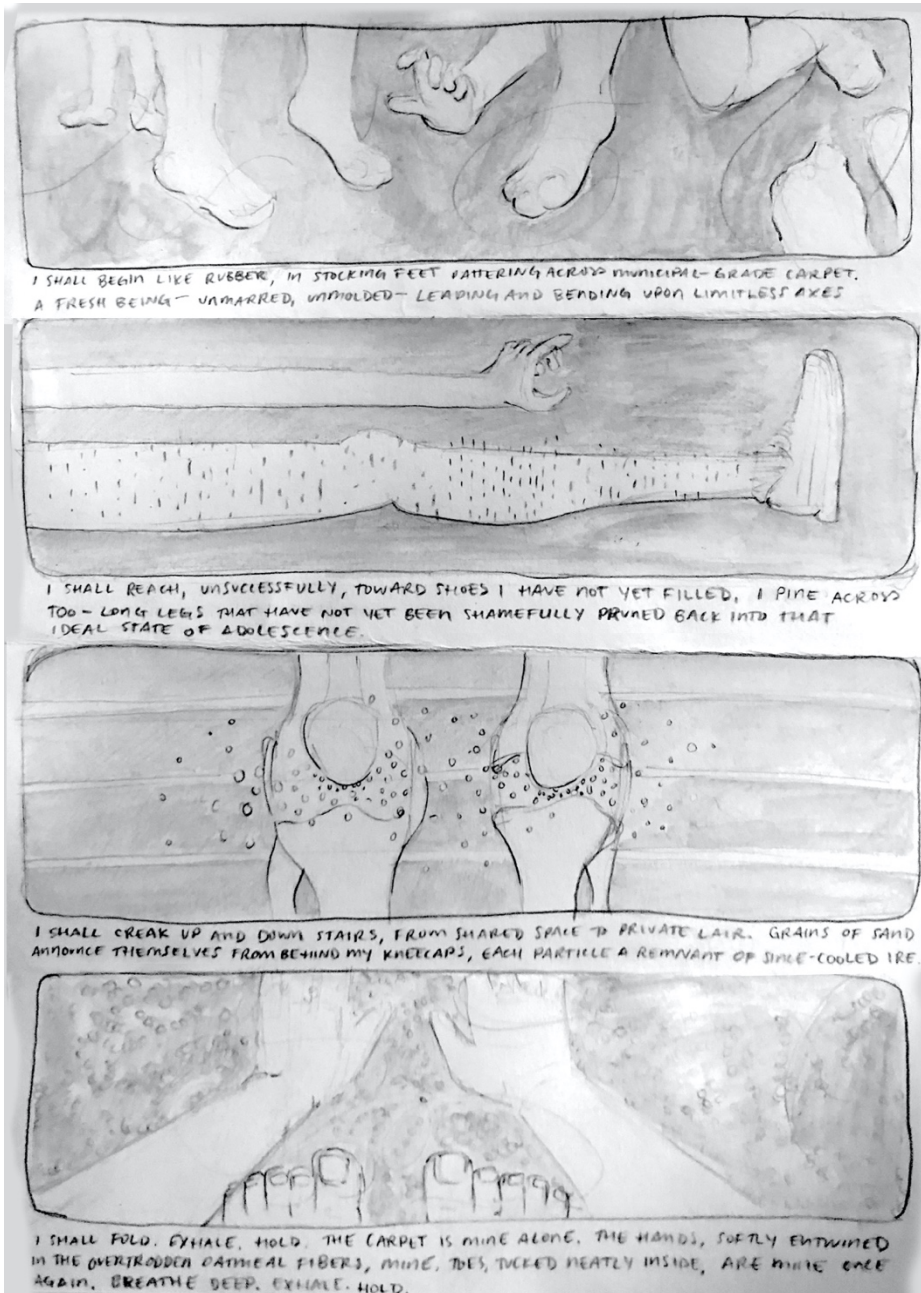 I SHALL BEGIN LIKE RUBBER, IN STOCKING FEET PATTERING ACROSS MUNICIPAL-GRADE CARPET.
A FRESH BEING — UNMARRED, UNMOLDED — LEADING AND BENDING UPON LIMITLESS AXES
I SHALL REACH, UNSUCCESSFULLY, TOWARD SHOES I HAVE NOT YET FILLED. I PINE ACROSS
TOO-LONG LEGS THAT HAVE NOT YET BEEN SHAMEFULLY PRUNED BACK INTO THAT
IDEAL STATE OF ADOLESCENCE.
I SHALL CREAK UP AND DOWN STAIRS, FROM SHARED SPACE TO PRIVATE LAIR. GRAINS OF SAND
ANNOUNCE THEMSELVES FROM BEHIND MY KNEECAPS, EACH PARTICLE A REMNANT OF SINCE-COOLED IRE.
I SHALL FOLD. EXHALE. HOLD. THE CARPET IS MINE ALONE. THE HANDS, SOFTLY ENTWINED
IN THE OVERTRODDEN OATMEAL FIBERS, MINE. TOES, TUCKED NEATLY INSIDE, ARE MINE ONCE
AGAIN. BREATHE DEEP. EXHALE. HOLD.